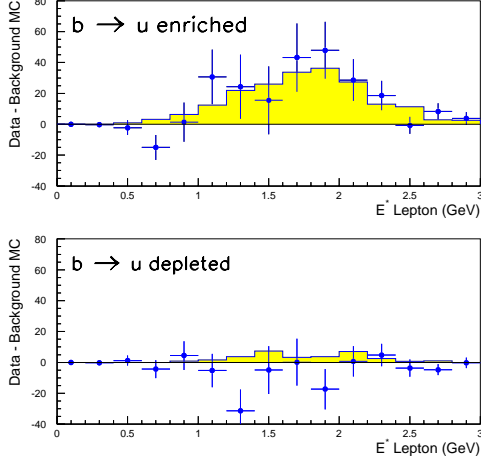 b → u enriched
Data - Background MC
80
60
40
20
0
-20
-40
0 0.5 1 1.5 2 2.5 3
E* Lepton (GeV)
b → u depleted
Data - Background MC
80
60
40
20
0
-20
-40
0 0.5 1 1.5 2 2.5 3
E* Lepton (GeV)